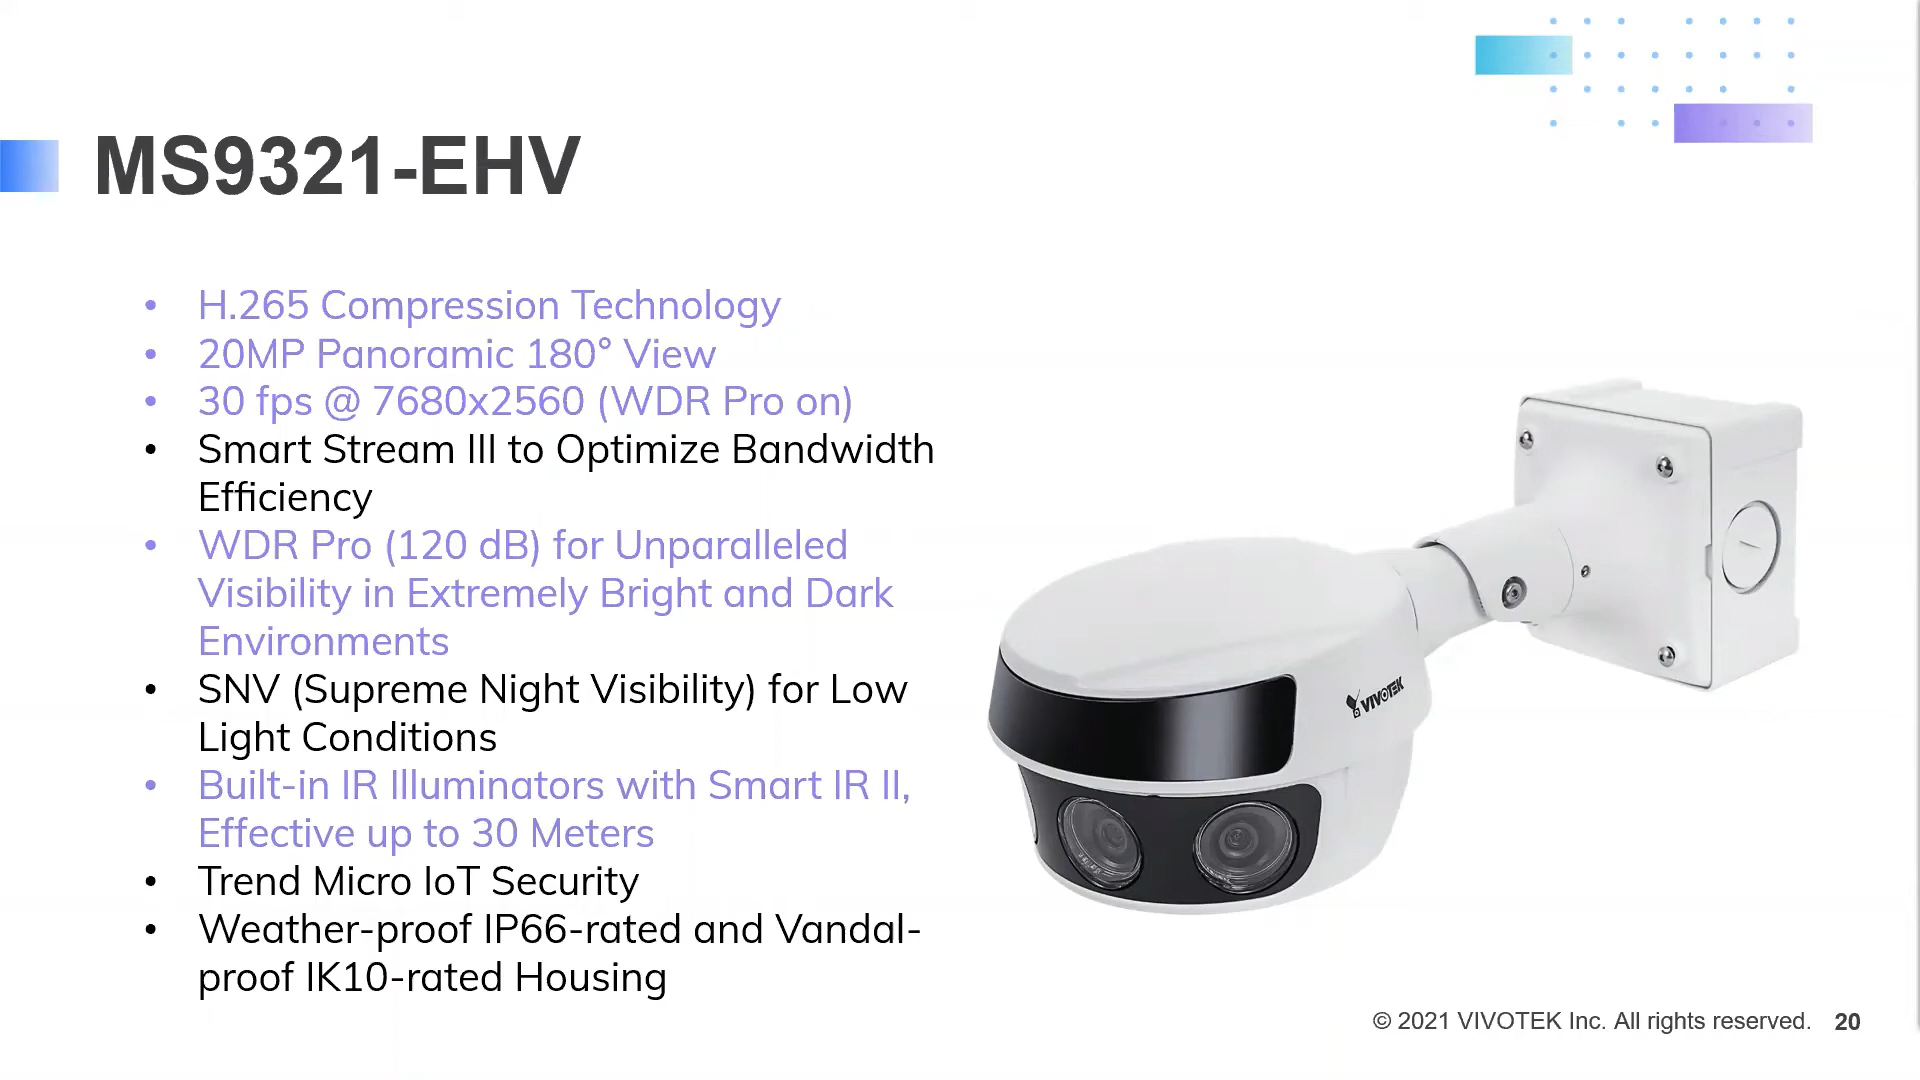 MS9321-EHV
• H.265 Compression Technology
• 20MP Panoramic 180° View
• 30 fps @ 7680x2560 (WDR Pro on)
• Smart Stream III to Optimize Bandwidth
Efficiency
• WDR Pro (120 dB) for Unparalleled
Visibility in Extremely Bright and Dark
Environments
• SNV (Supreme Night Visibility) for Low
Light Conditions
• Built-in IR Illuminators with Smart IR II,
Effective up to 30 Meters
• Trend Micro IoT Security
• Weather-proof IP66-rated and Vandal-
proof IK10-rated Housing
VIVOTEK
© 2021 VIVOTEK Inc. All rights reserved. 20